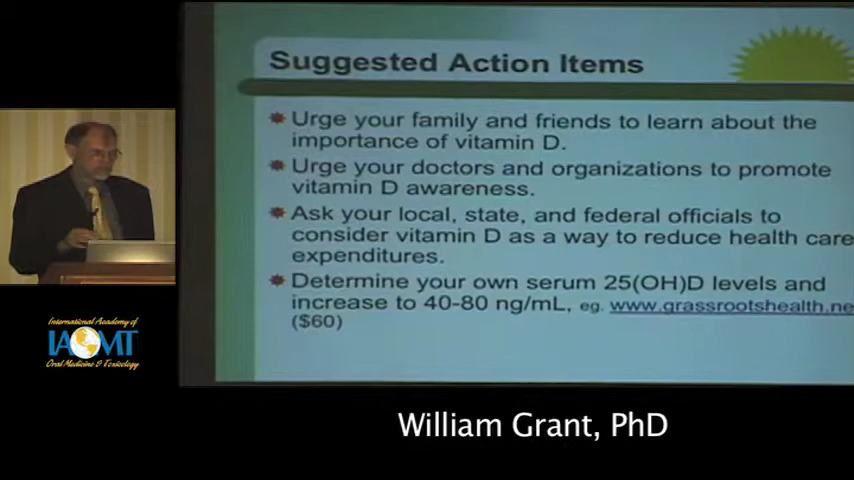 Suggested Action Items
Urge your family and friends to learn about the
importance of vitamin D.
Urge your doctors and organizations to promote
vitamin D awareness.
Ask your local, state, and federal officials to
consider vitamin D as a way to reduce health care
expenditures.
Determine your own serum 25(OH)D levels and
increase to 40-80 ng/mL, eg. www.grassrootshealth.ne
($60)
International Academy of
IAOMT
Oral Medicine & Toxicology
William Grant, PhD